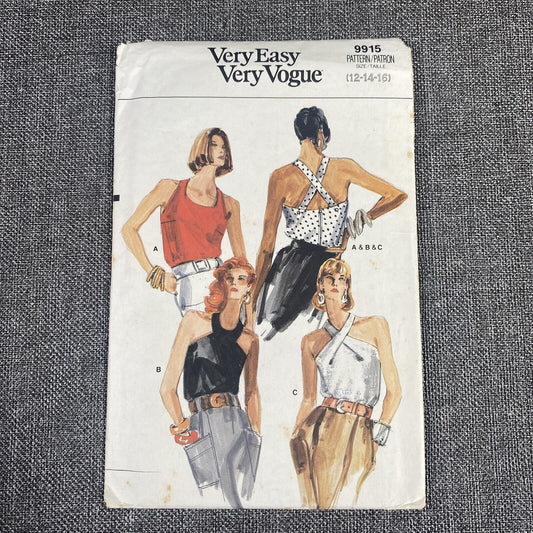 Very Easy
Very Vogue
9915
PATTERN/PATRON
SIZE/TAILLE
(12-14-16)
A
A & B & C
B
C